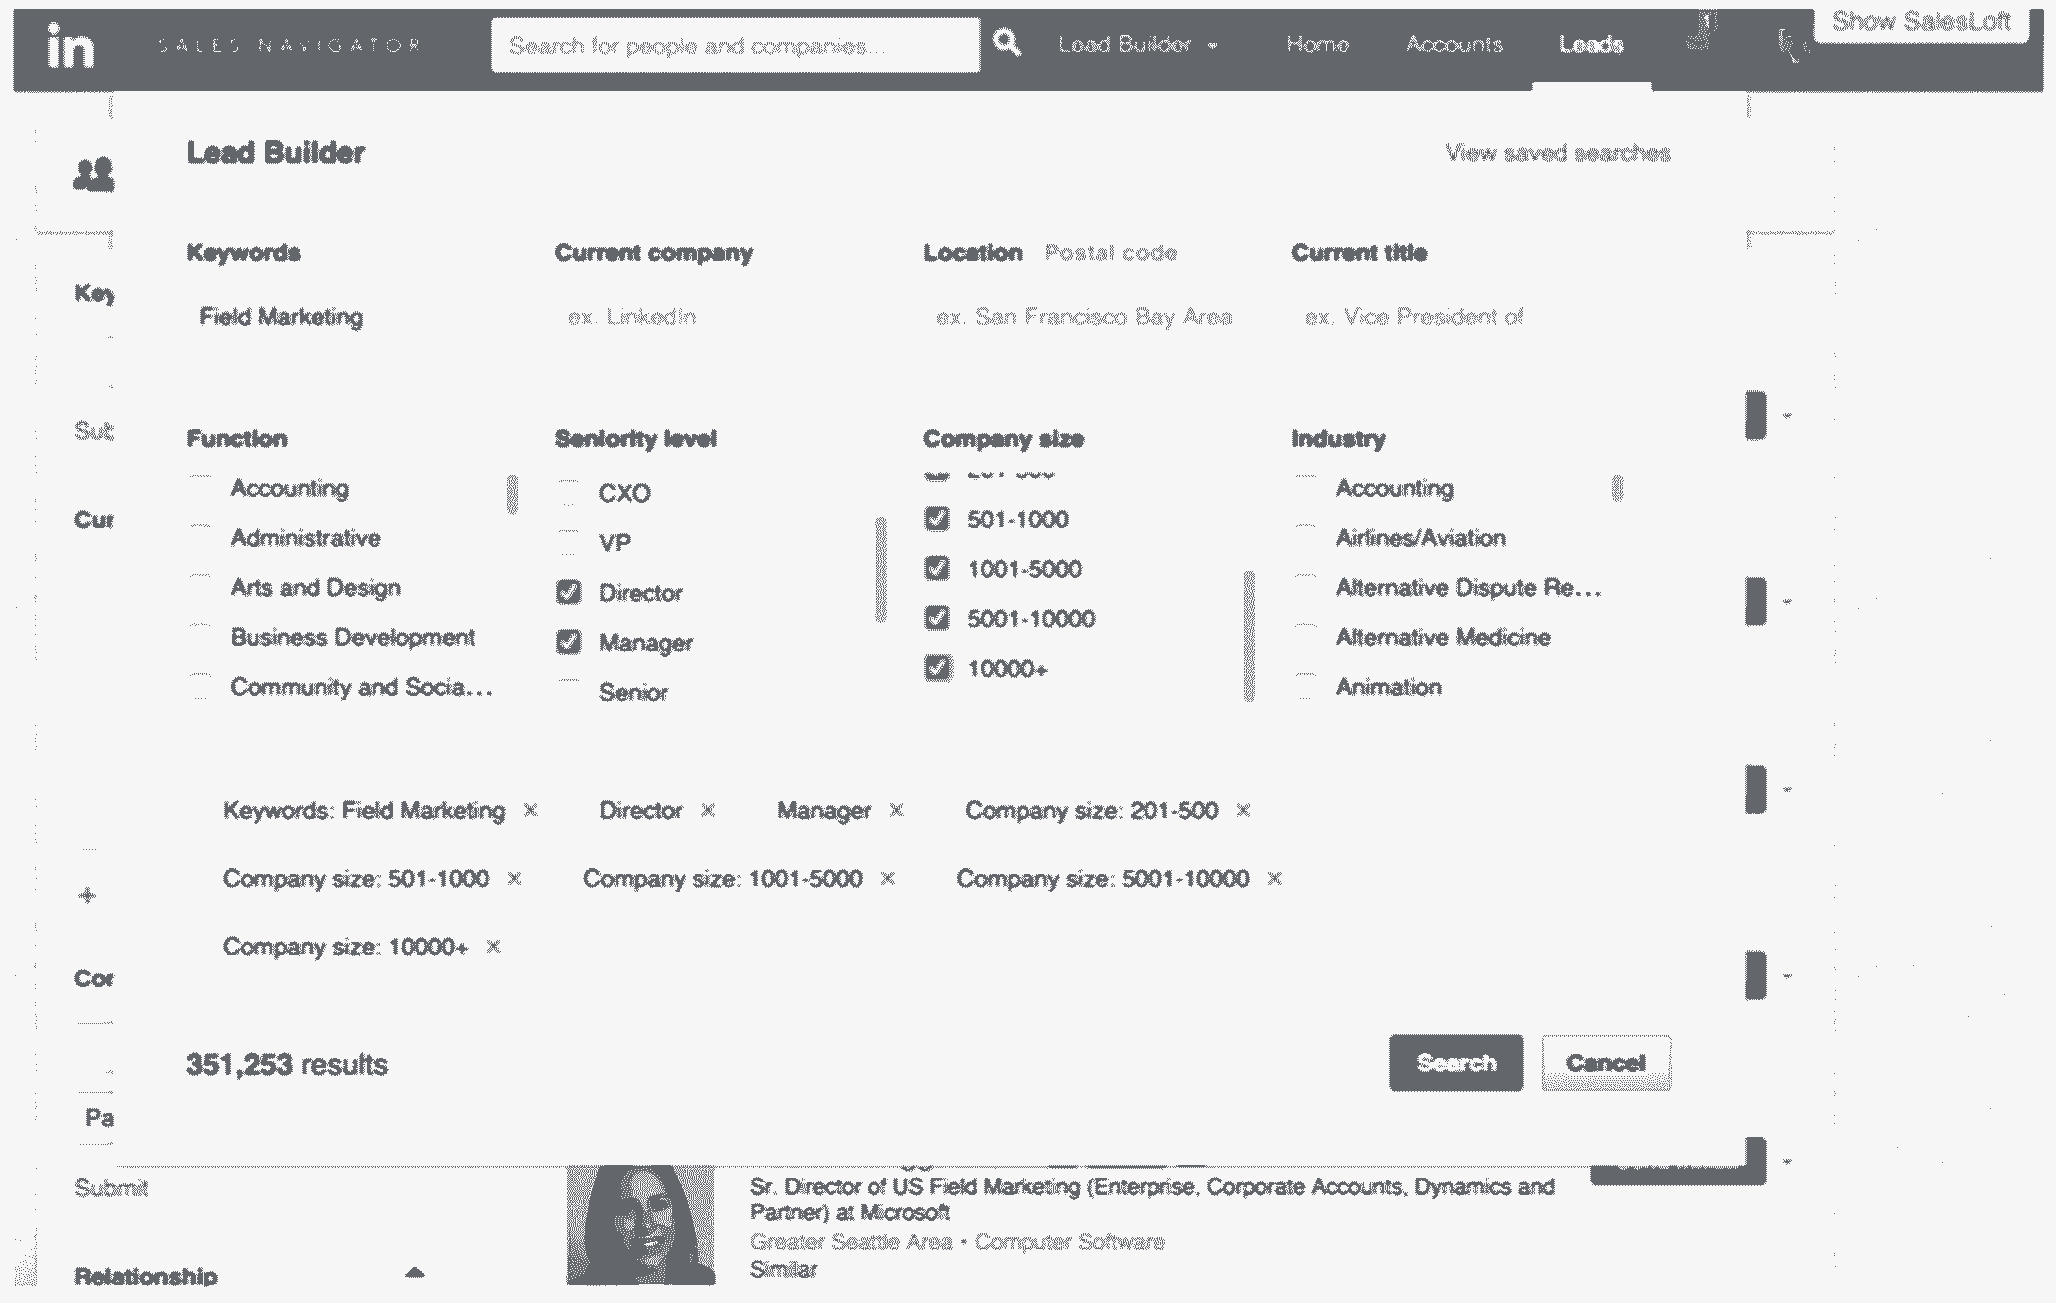 in SALES NAVIGATOR Search for people and companies... Lead Builder Home Accounts Leads 1 Show SalesLoft
Lead Builder View saved searches
Keywords Current company Location Postal code Current title
Key
Field Marketing ex. LinkedIn ex. San Francisco Bay Area ex. Vice President of
Sub
Function Seniority level Company size Industry
Accounting CXO 201-500 Accounting
Cur 501-1000
Administrative VP Airlines/Aviation
1001-5000
Arts and Design Director Alternative Dispute Re...
5001-10000
Business Development Manager Alternative Medicine
10000+
Community and Socia... Senior Animation
Keywords: Field Marketing × Director × Manager × Company size: 201-500 ×
Company size: 501-1000 × Company size: 1001-5000 × Company size: 5001-10000 ×
+
Company size: 10000+ ×
Cor
351,253 results Search Cancel
Pa
Submit
Sr. Director of US Field Marketing (Enterprise, Corporate Accounts, Dynamics and
Partner) at Microsoft
Greater Seattle Area • Computer Software
Similar
Relationship